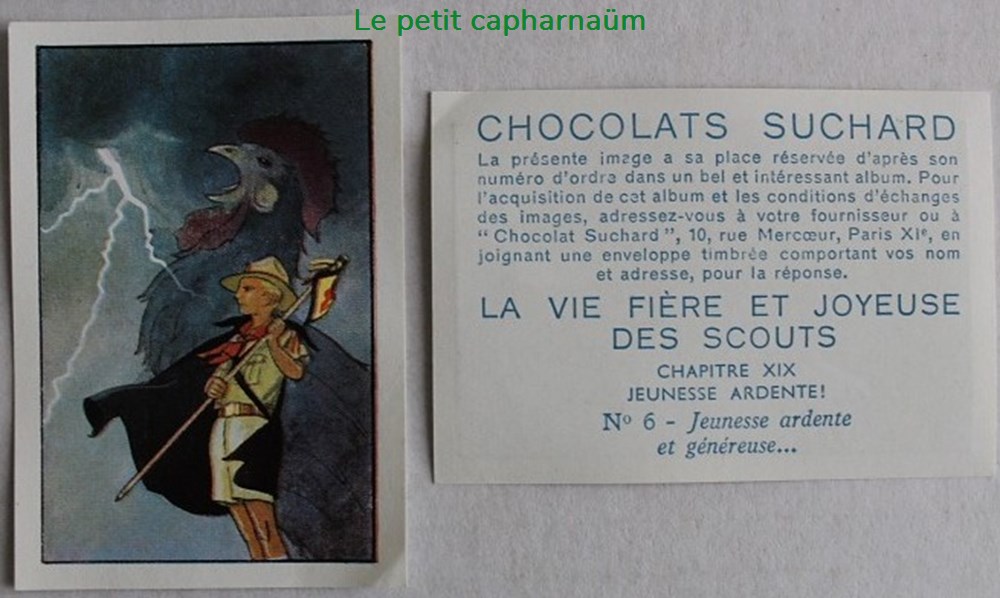 Le petit capharnaüm
CHOCOLATS SUCHARD
La présente image a sa place réservée d'après son
numéro d'ordre dans un bel et intéressant album. Pour
l'acquisition de cet album et les conditions d'échanges
des images, adressez-vous à votre fournisseur ou à
“ Chocolat Suchard ”, 10, rue Mercœur, Paris XIe, en
joignant une enveloppe timbrée comportant vos nom
et adresse, pour la réponse.
LA VIE FIÈRE ET JOYEUSE
DES SCOUTS
CHAPITRE XIX
JEUNESSE ARDENTE!
No 6 - Jeunesse ardente
et généreuse...